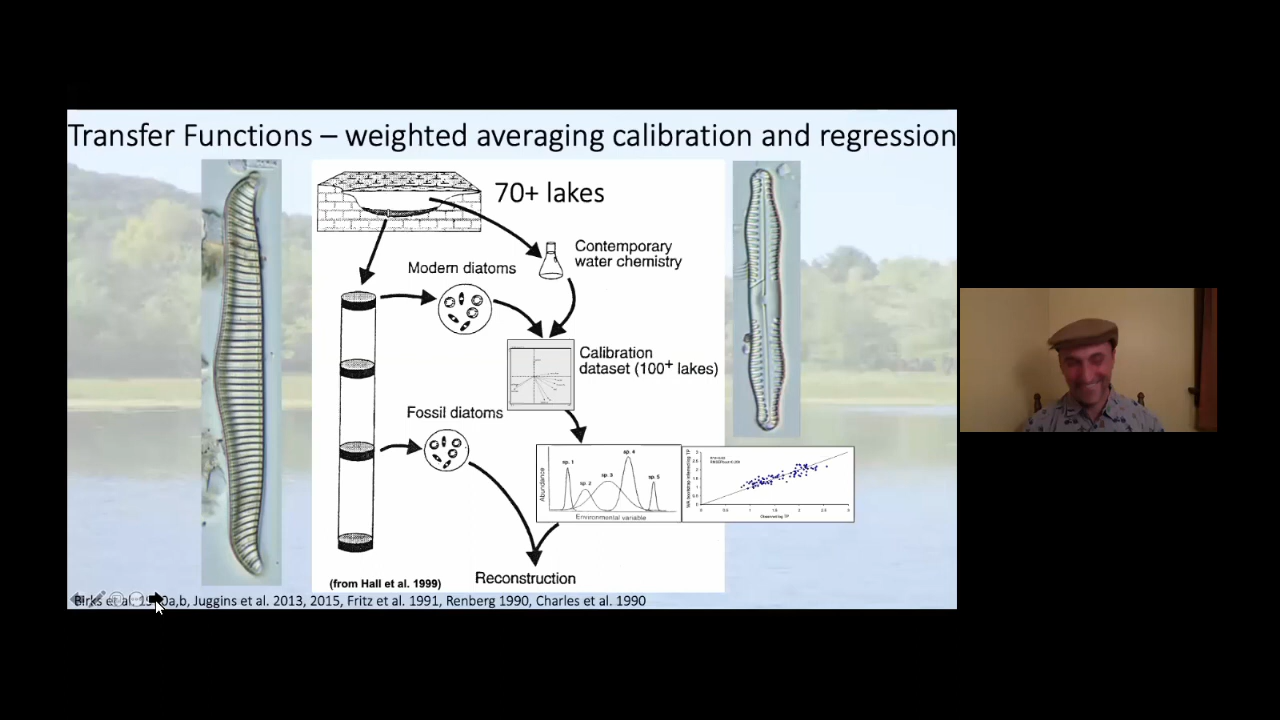 Transfer Functions – weighted averaging calibration and regression
70+ lakes
Contemporary
water chemistry
Modern diatoms
Calibration
dataset (100+ lakes)
Fossil diatoms
Abundance
sp. 1
sp. 2
sp. 3
sp. 4
sp. 5
Environmental variable
Observed TP
Reconstruction
(from Hall et al. 1999)
Birks et al. a,b, Juggins et al. 2013, 2015, Fritz et al. 1991, Renberg 1990, Charles et al. 1990